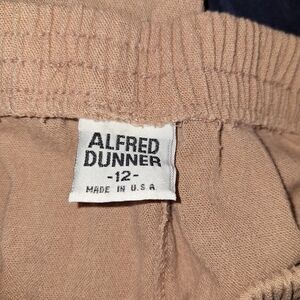 ALFRED
DUNNER
-12-
MADE IN U.S.A.